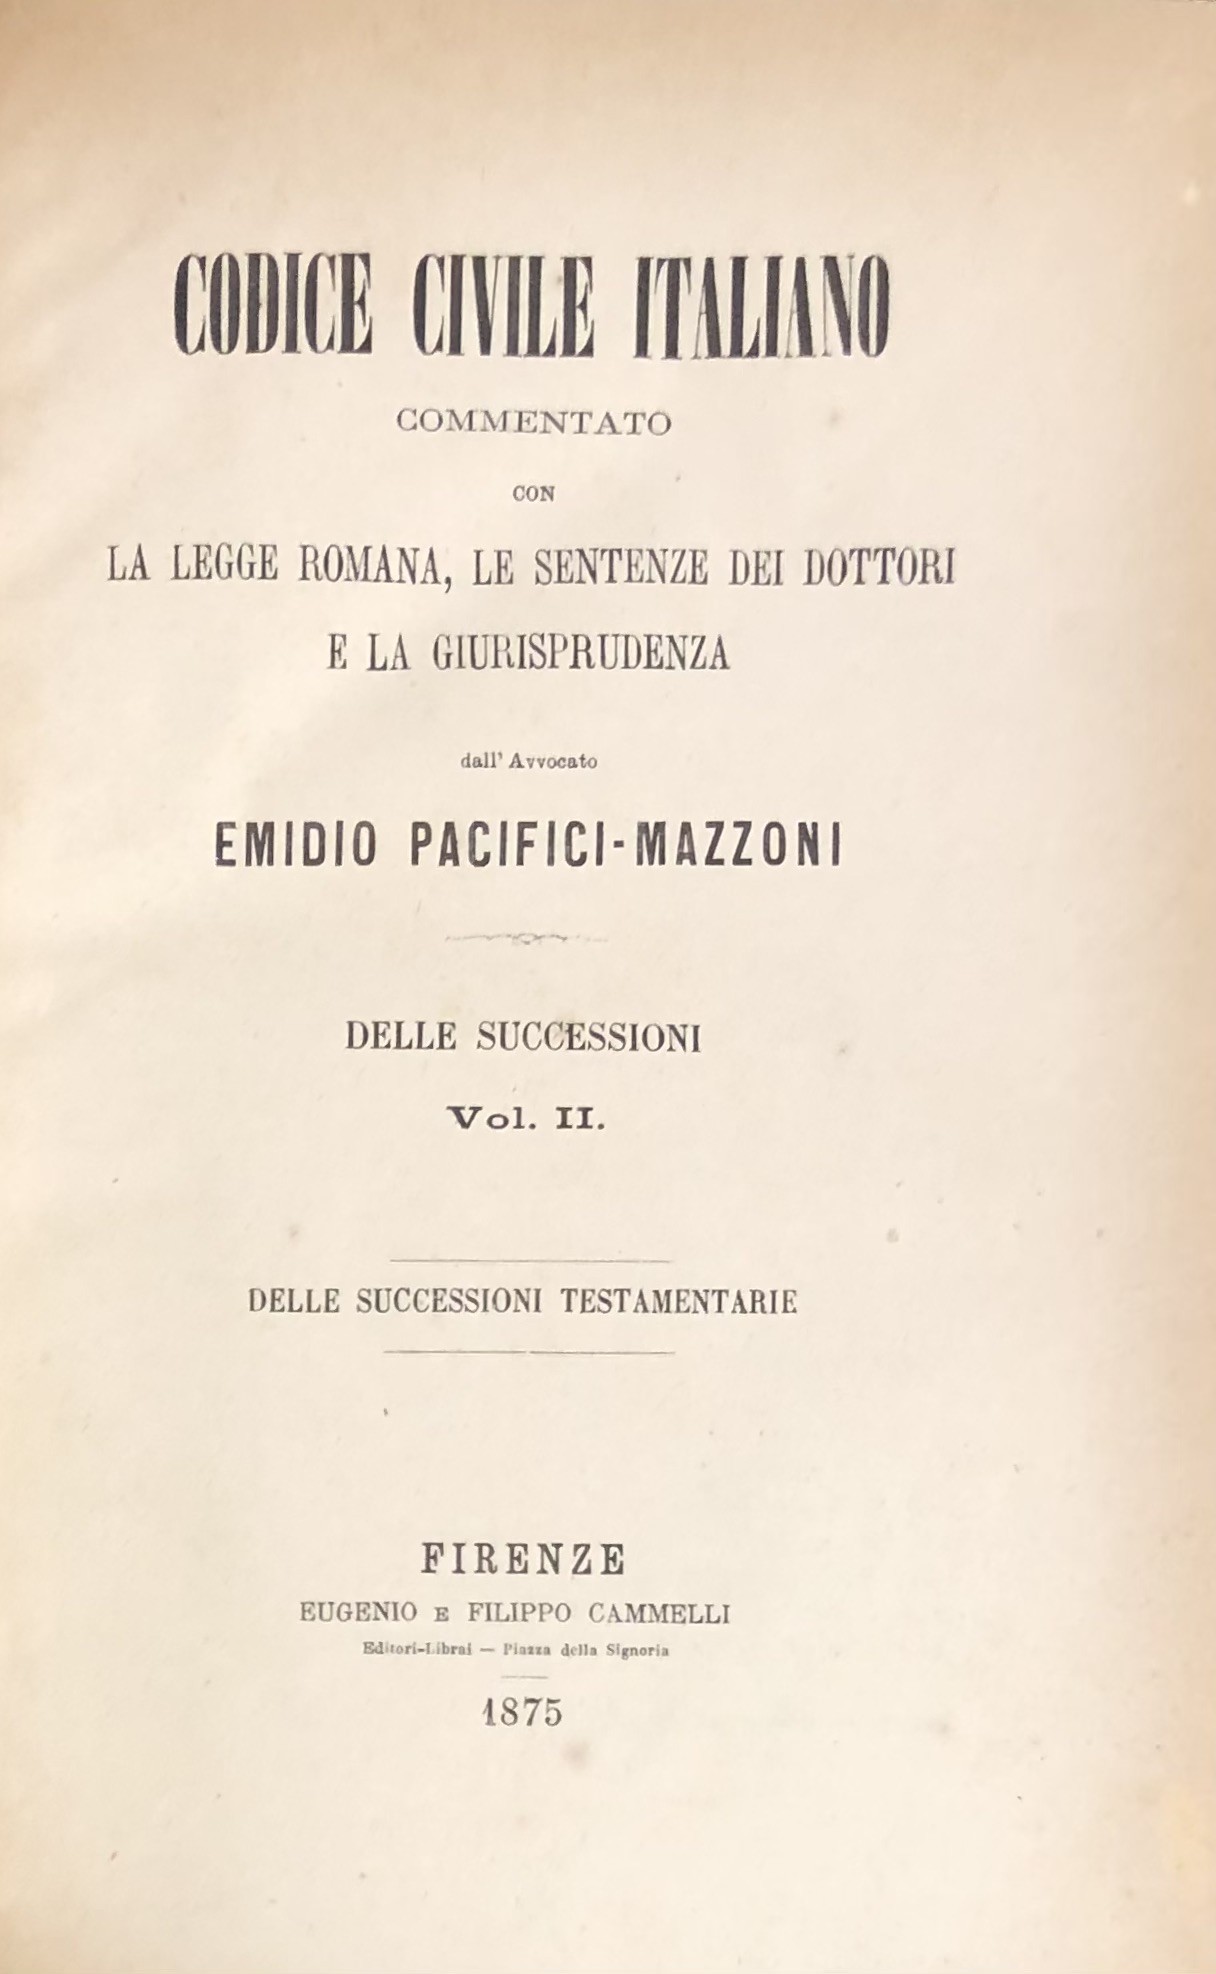 CODICE CIVILE ITALIANO
COMMENTATO
CON
LA LEGGE ROMANA, LE SENTENZE DEI DOTTORI
E LA GIURISPRUDENZA
dall' Avvocato
EMIDIO PACIFICI-MAZZONI
DELLE SUCCESSIONI
Vol. II.
DELLE SUCCESSIONI TESTAMENTARIE
FIRENZE
EUGENIO E FILIPPO CAMMELLI
Editori-Librai — Piazza della Signoria
1875